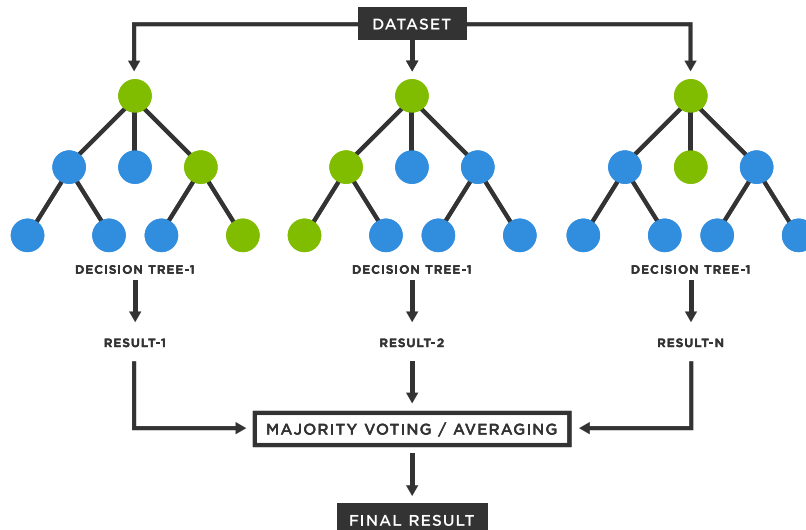 DATASET
DECISION TREE-1
DECISION TREE-1
DECISION TREE-1
RESULT-1
RESULT-2
RESULT-N
MAJORITY VOTING / AVERAGING
FINAL RESULT